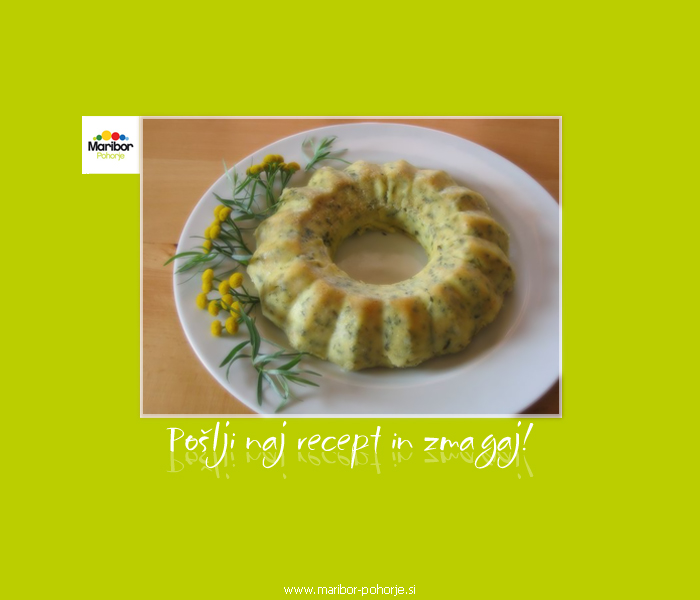 Maribor
Pohorje
Pošlji naj recept in zmagaj!
www.maribor-pohorje.si